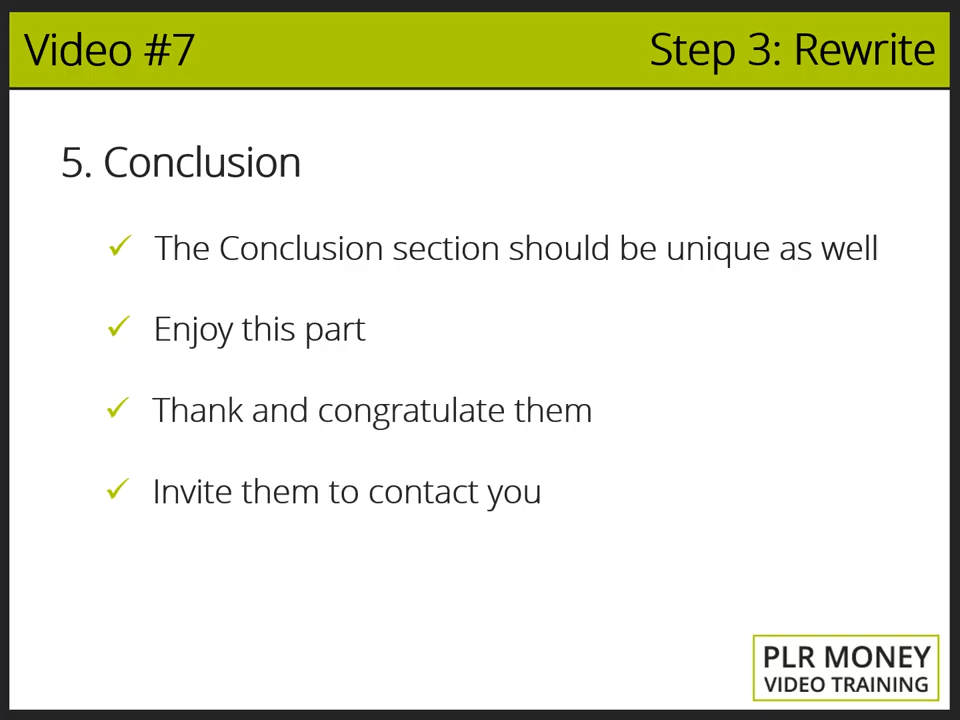 Video #7
Step 3: Rewrite
5. Conclusion
✓ The Conclusion section should be unique as well
✓ Enjoy this part
✓ Thank and congratulate them
✓ Invite them to contact you
PLR MONEY
VIDEO TRAINING